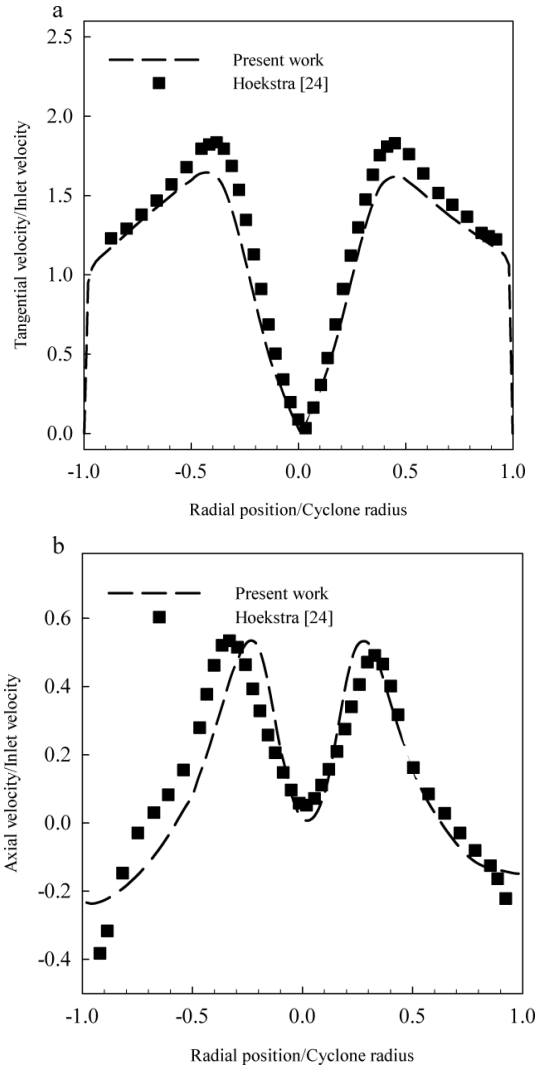 a
2.5
2.0
1.5
1.0
0.5
0.0
Tangential velocity/Inlet velocity
Present work
Hoekstra [24]
-1.0 -0.5 0.0 0.5 1.0
Radial position/Cyclone radius
b
0.6
0.4
0.2
0.0
-0.2
-0.4
Axial velocity/Inlet velocity
Present work
Hoekstra [24]
-1.0 -0.5 0.0 0.5 1.0
Radial position/Cyclone radius